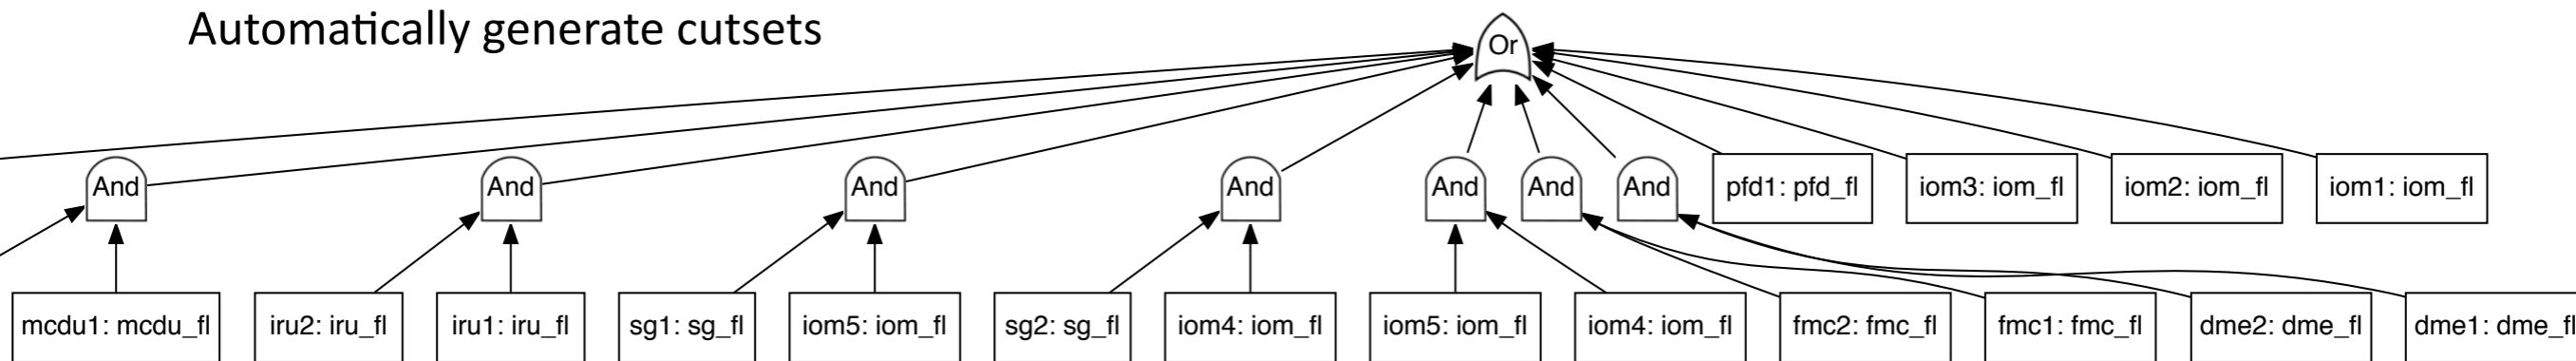 Automatically generate cutsets
Or
And
And
And
And
And
And
And
pfd1: pfd_fl
iom3: iom_fl
iom2: iom_fl
iom1: iom_fl
mcdu1: mcdu_fl
iru2: iru_fl
iru1: iru_fl
sg1: sg_fl
iom5: iom_fl
sg2: sg_fl
iom4: iom_fl
iom5: iom_fl
iom4: iom_fl
fmc2: fmc_fl
fmc1: fmc_fl
dme2: dme_fl
dme1: dme_fl